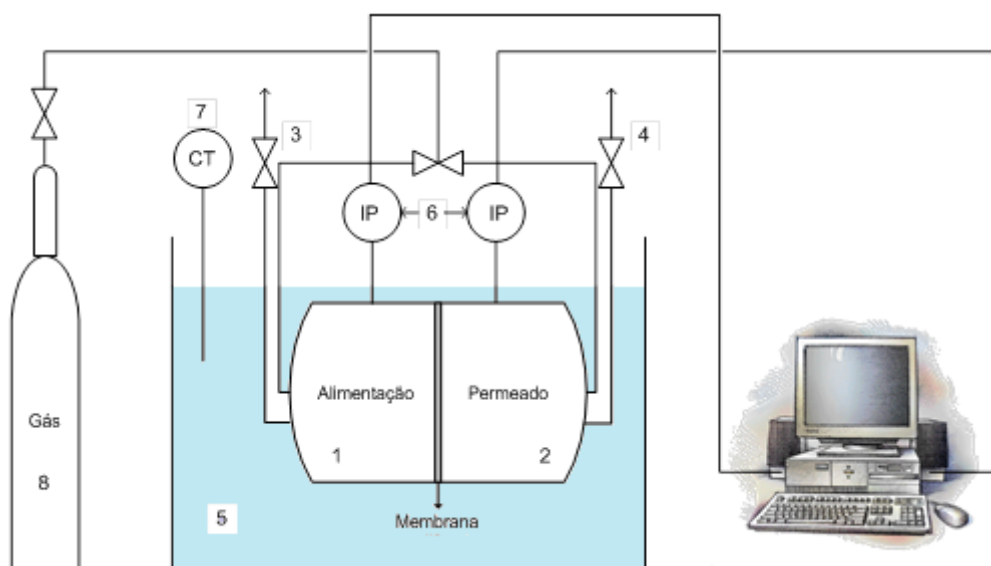 7
CT
3
4
IP
6
IP
Alimentação
Permeado
Gás
1
2
8
5
Membrana